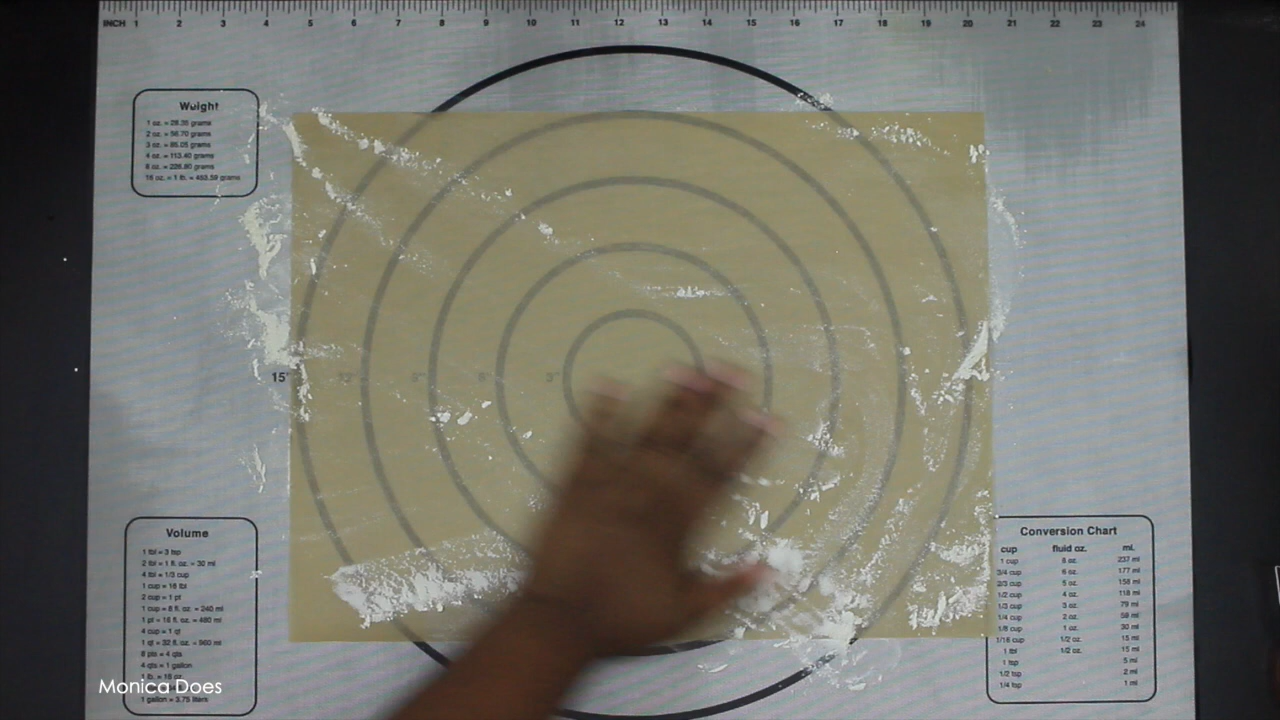 INCH 1 2 3 4 5 6 7 8 9 10 11 12 13 14 15 16 17 18 19 20 21 22 23 24
Weight
1 oz. = 28.35 grams
2 oz. = 56.70 grams
3 oz. = 85.05 grams
4 oz. = 113.40 grams
8 oz. = 226.80 grams
16 oz. = 1 lb. = 453.59 grams
15"
3"
Volume
1 tbl = 3 tsp
2 tbl = 1 fl. oz. = 30 ml
4 tbl = 1/3 cup
1 cup = 16 tbl
2 cup = 1 pt
1 cup = 8 fl. oz. = 240 ml
1 pt = 16 fl. oz. = 480 ml
4 cup = 1 qt
1 qt = 32 fl. oz. = 960 ml
8 pts = 4 qts
4 qts = 1 gallon
1 lb. = 16 oz
1 gallon = 3.75 liters
Conversion Chart
cup fluid oz. ml.
1 cup 8 oz. 237 ml
3/4 cup 6 oz. 177 ml
2/3 cup 5 oz. 158 ml
1/2 cup 4 oz. 118 ml
1/3 cup 3 oz. 79 ml
1/4 cup 2 oz. 59 ml
1/8 cup 1 oz. 30 ml
1/16 cup 1/2 oz. 15 ml
1 tbl 1/2 oz. 15 ml
1 tsp 5 ml
1/2 tsp 2 ml
1/4 tsp 1 ml
Monica Does